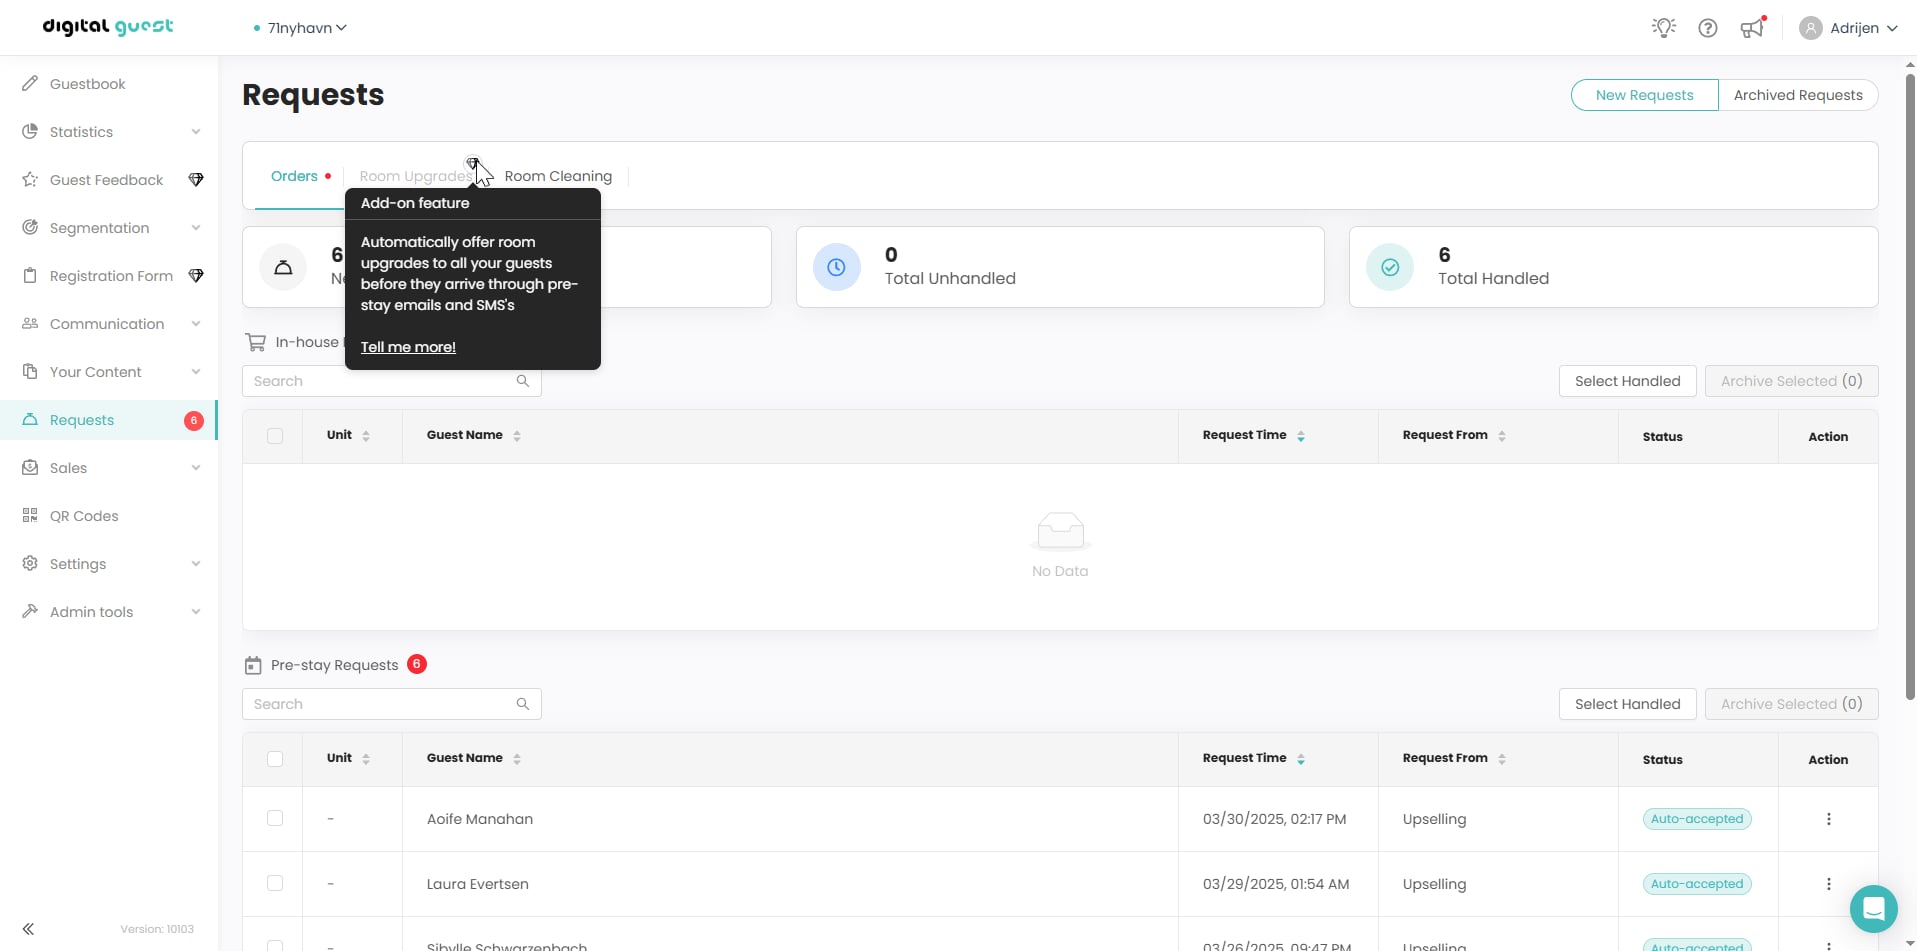 digital guest
71nyhavn
Adrijen
Guestbook
Statistics
Guest Feedback
Segmentation
Registration Form
Communication
Your Content
Requests
6
Sales
QR Codes
Settings
Admin tools
Version: 10103
Requests
New Requests
Archived Requests
Orders
Room Upgrades
Room Cleaning
Add-on feature
Automatically offer room
upgrades to all your guests
before they arrive through pre-
stay emails and SMS's
Tell me more!
6
0
Total Unhandled
6
Total Handled
In-house
Search
Select Handled
Archive Selected (0)
Unit
Guest Name
Request Time
Request From
Status
Action
No Data
Pre-stay Requests 6
Search
Select Handled
Archive Selected (0)
Unit
Guest Name
Request Time
Request From
Status
Action
-
Aoife Manahan
03/30/2025, 02:17 PM
Upselling
Auto-accepted
-
Laura Evertsen
03/29/2025, 01:54 AM
Upselling
Auto-accepted
Sibylle Schwarzenbach
03/26/2025, 09:47 PM
Upselling
Auto-accepted